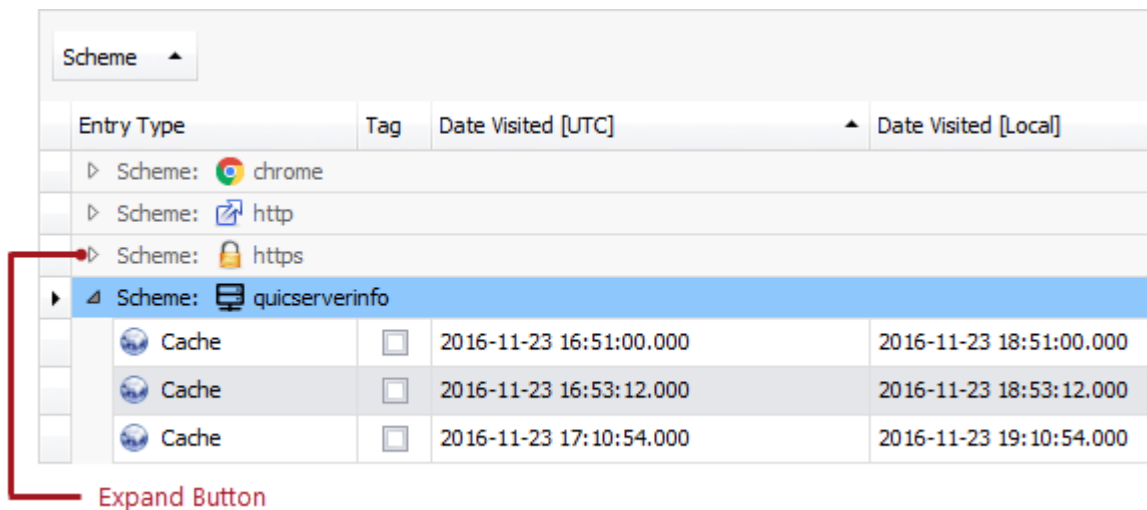 Scheme
Entry Type Tag Date Visited [UTC] Date Visited [Local]
Scheme: chrome
Scheme: http
Scheme: https
Scheme: quicserverinfo
Cache 2016-11-23 16:51:00.000 2016-11-23 18:51:00.000
Cache 2016-11-23 16:53:12.000 2016-11-23 18:53:12.000
Cache 2016-11-23 17:10:54.000 2016-11-23 19:10:54.000
Expand Button